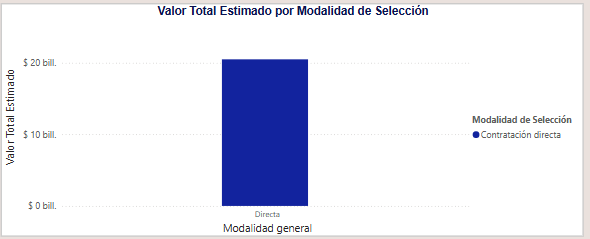 Valor Total Estimado por Modalidad de Selección
Valor Total Estimado
$ 20 bill.
$ 10 bill.
$ 0 bill.
Directa
Modalidad general
Modalidad de Selección
Contratación directa